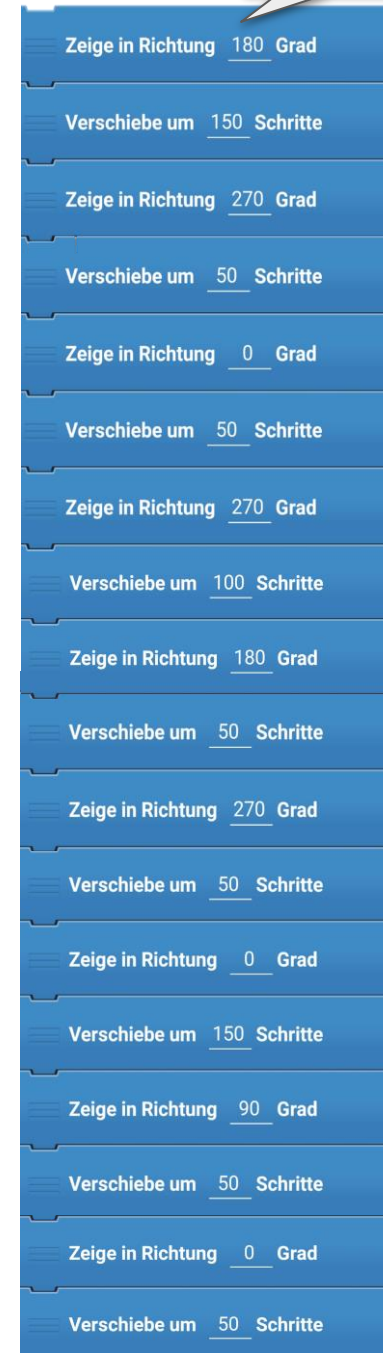 Zeige in Richtung 180 Grad
Verschiebe um 150 Schritte
Zeige in Richtung 270 Grad
Verschiebe um 50 Schritte
Zeige in Richtung 0 Grad
Verschiebe um 50 Schritte
Zeige in Richtung 270 Grad
Verschiebe um 100 Schritte
Zeige in Richtung 180 Grad
Verschiebe um 50 Schritte
Zeige in Richtung 270 Grad
Verschiebe um 50 Schritte
Zeige in Richtung 0 Grad
Verschiebe um 150 Schritte
Zeige in Richtung 90 Grad
Verschiebe um 50 Schritte
Zeige in Richtung 0 Grad
Verschiebe um 50 Schritte